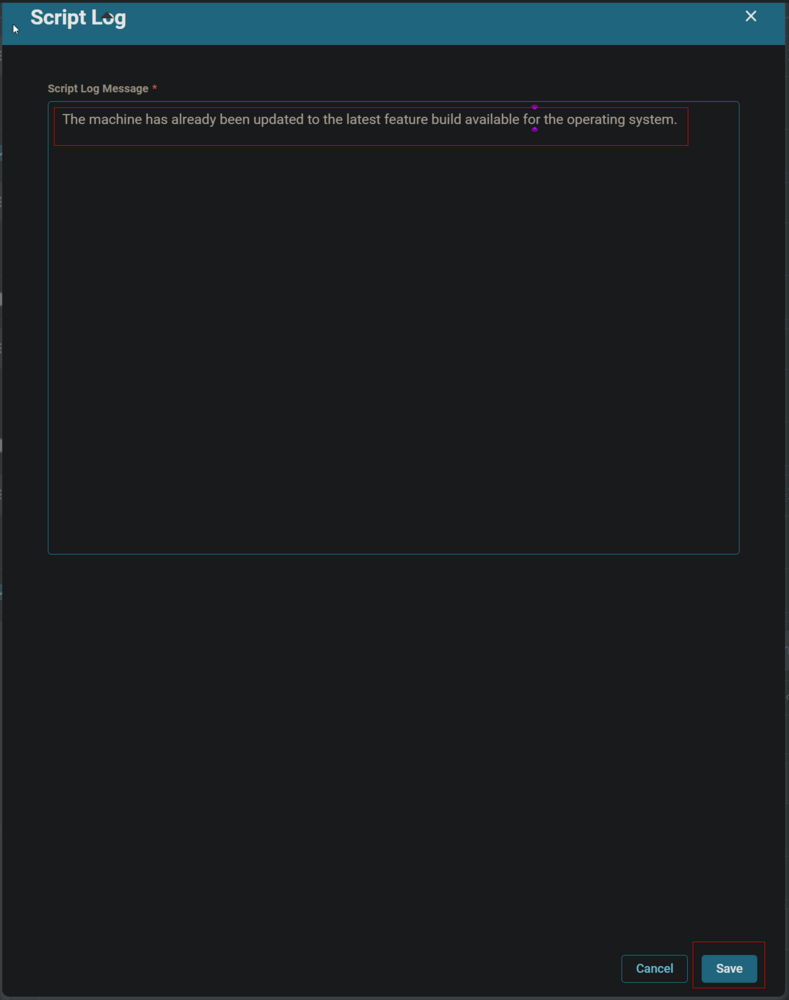 Script Log
Script Log Message *
The machine has already been updated to the latest feature build available for the operating system.
Cancel
Save